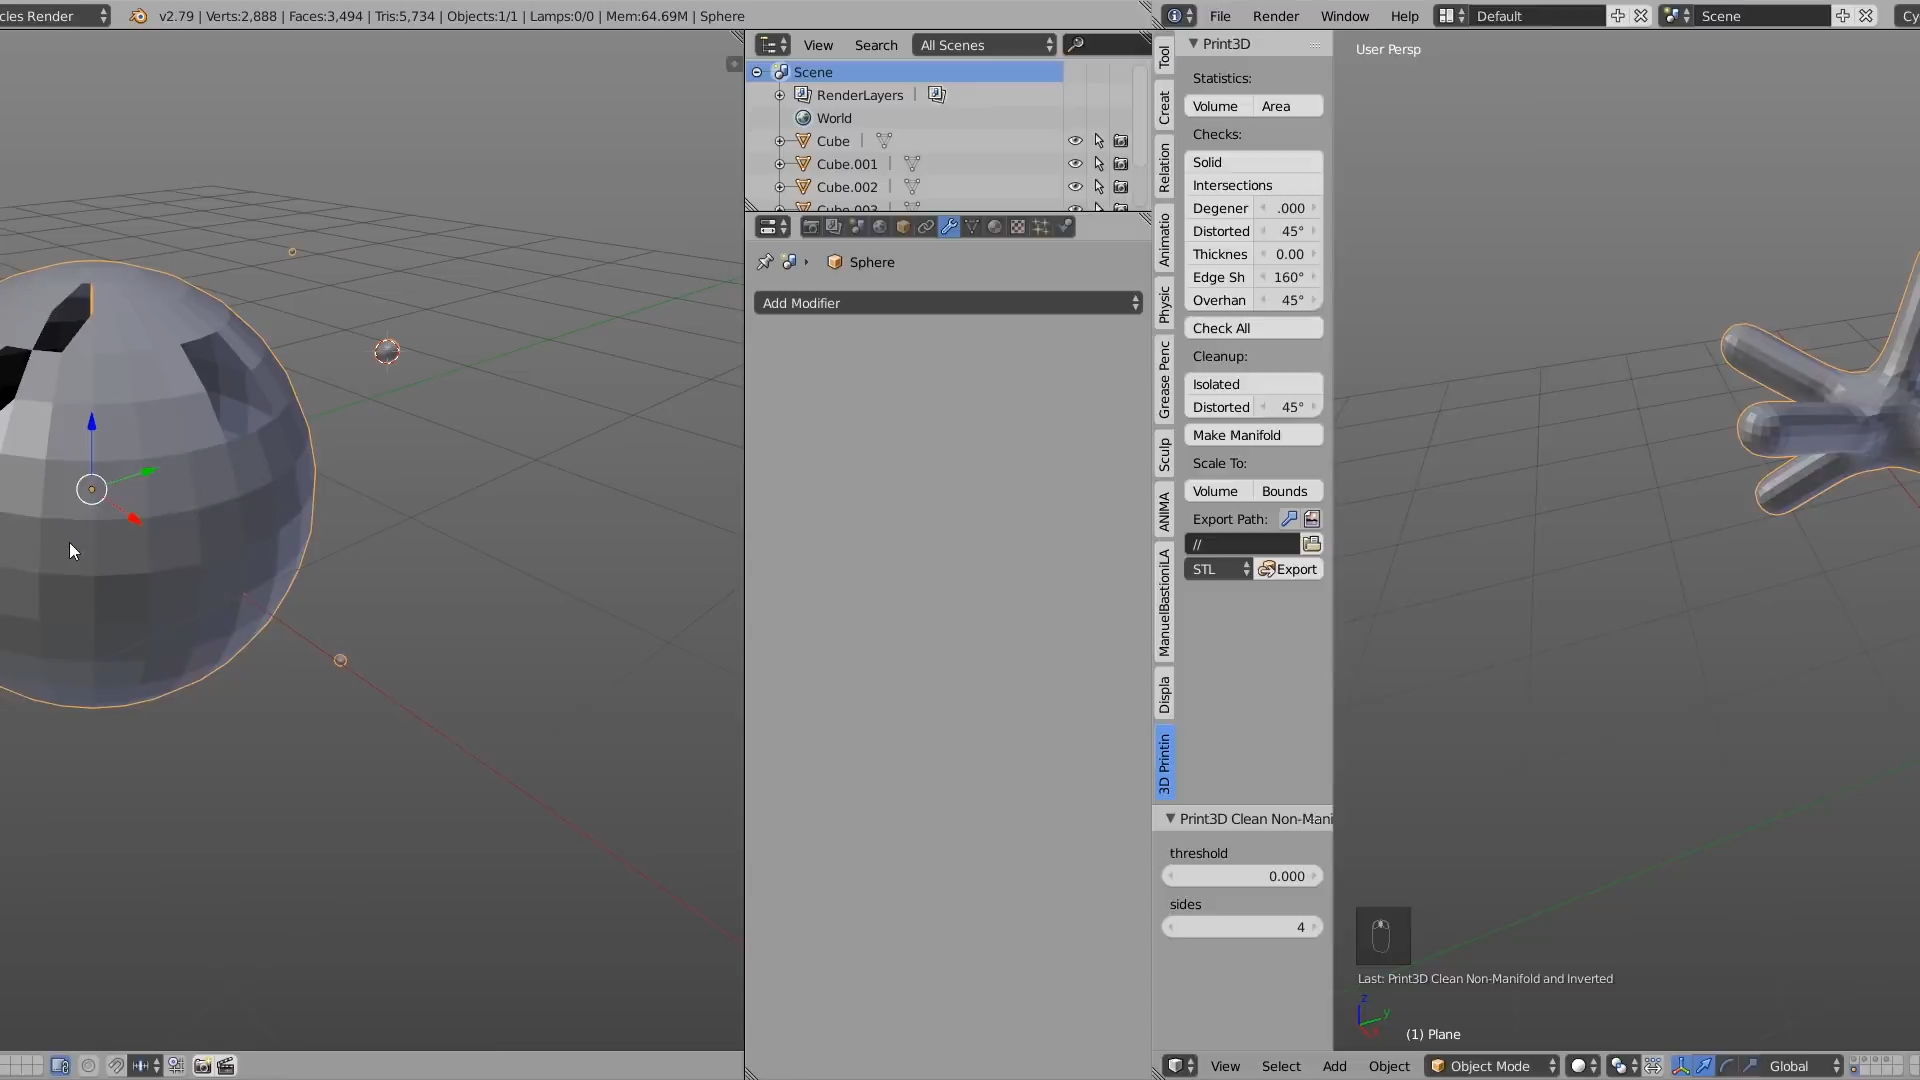 cles Render
v2.79 | Verts:2,888 | Faces:3,494 | Tris:5,734 | Objects:1/1 | Lamps:0/0 | Mem:64.69M | Sphere
View
Search
All Scenes
Scene
RenderLayers
World
Cube
Cube.001
Cube.002
Cube.003
Sphere
Add Modifier
File
Render
Window
Help
Default
Scene
Cy
Tool
Creat
Relation
Animatio
Physic
Grease Penc
Sculp
ANIMA
ManuelBastioniLA
Displa
3D Printin
Print3D
Statistics:
Volume
Area
Checks:
Solid
Intersections
Degener .000
Distorted 45°
Thicknes 0.00
Edge Sh 160°
Overhan 45°
Check All
Cleanup:
Isolated
Distorted 45°
Make Manifold
Scale To:
Volume
Bounds
Export Path:
//
STL
Export
Print3D Clean Non-Mani
threshold
0.000
sides
4
User Persp
Last: Print3D Clean Non-Manifold and Inverted
z
y
(1) Plane
View
Select
Add
Object
Object Mode
Global